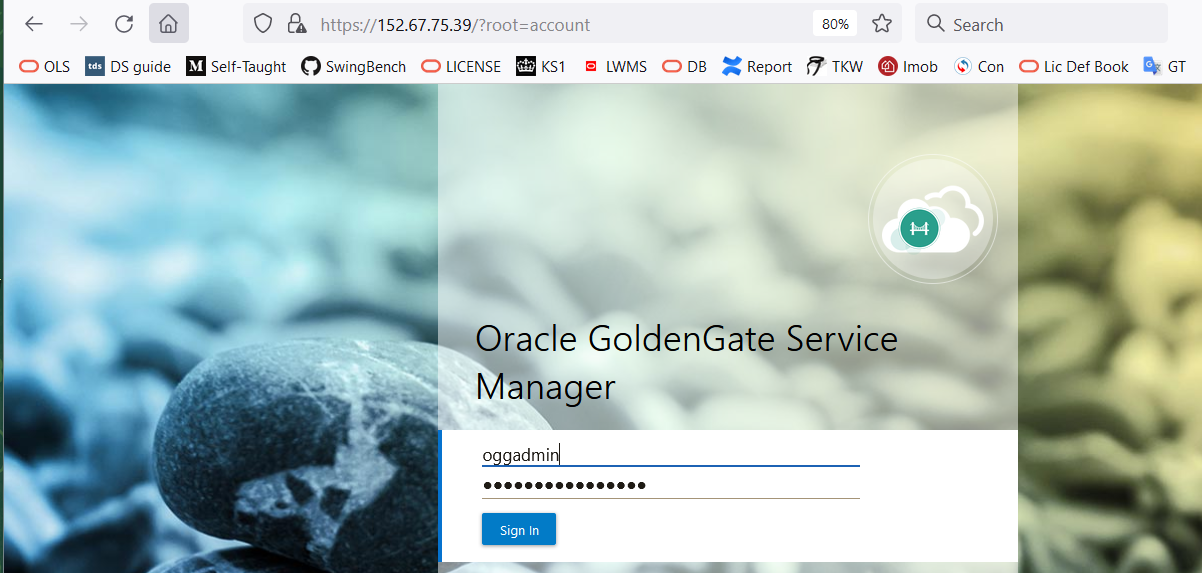 https://152.67.75.39/?root=account 80% Search
OLS tds DS guide M Self-Taught SwingBench LICENSE KS1 LWMS DB Report TKW Imob Con Lic Def Book GT
Oracle GoldenGate Service
Manager
oggadmin
••••••••••••••••
Sign In